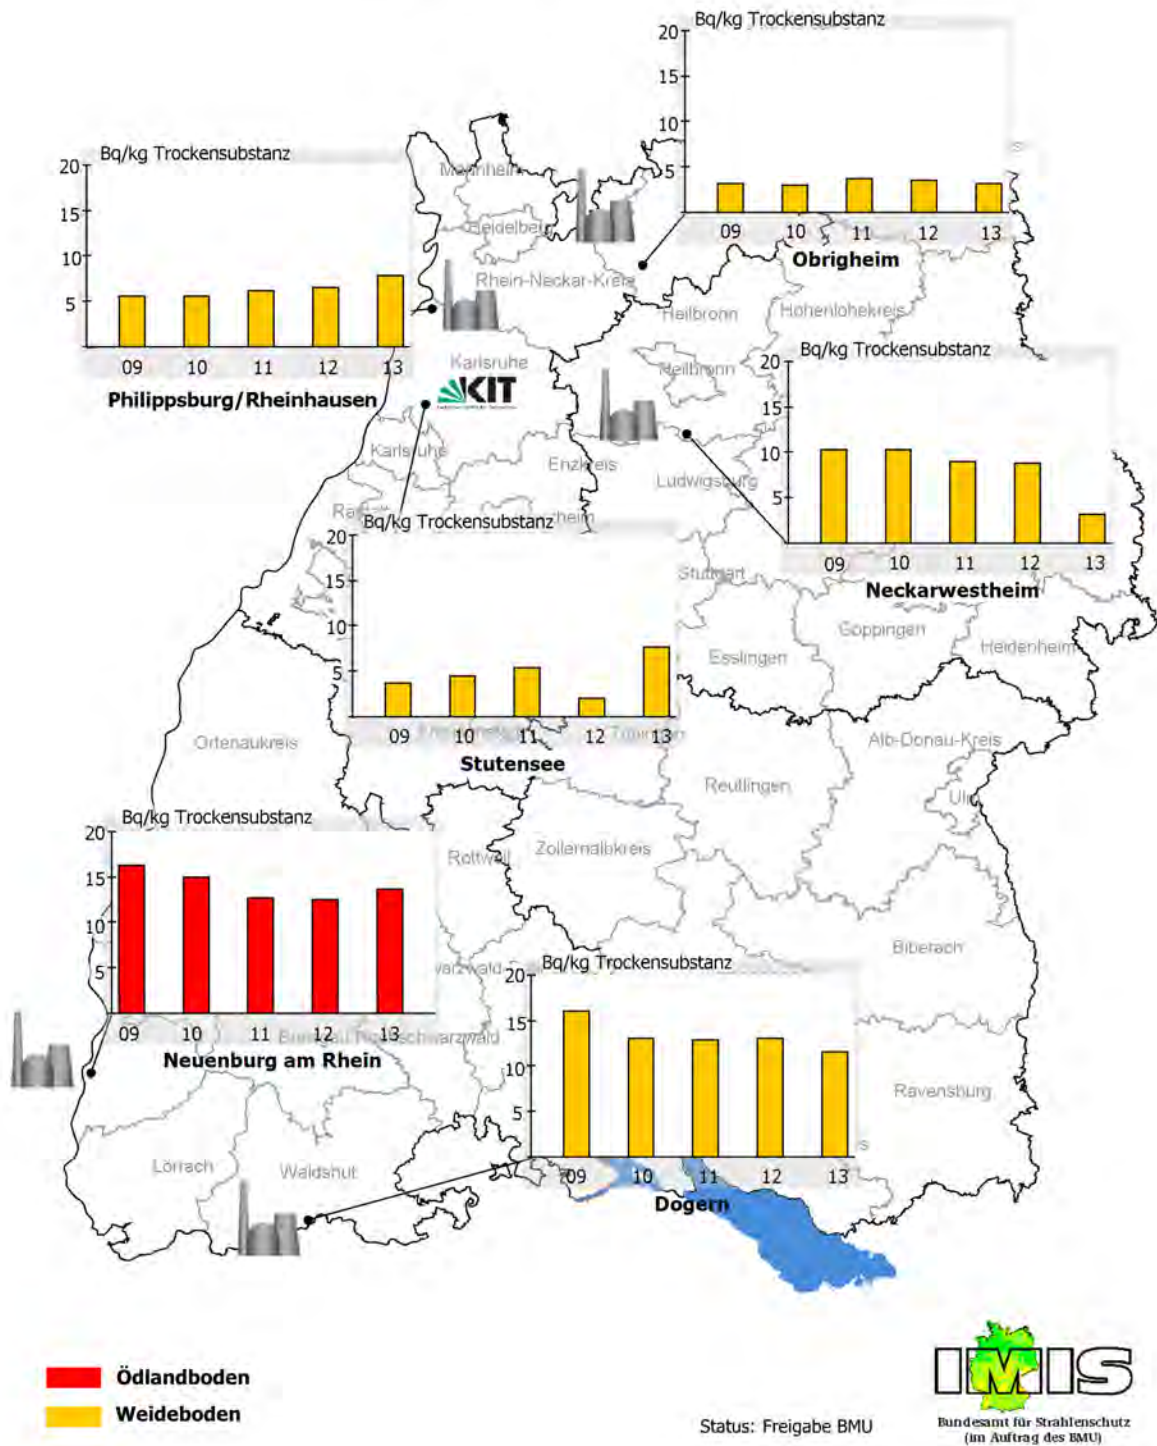 Bq/kg Trockensubstanz
20
15
10
5
09 10 11 12 13
Obrigheim
Bq/kg Trockensubstanz
20
15
10
5
09 10 11 12 13
Philippsburg/Rheinhausen
Mannheim
Heidelberg
Rhein-Neckar-Kreis
Heilbronn
Hohenlohekreis
Karlsruhe
KIT
Heilbronn
Bq/kg Trockensubstanz
20
15
10
5
09 10 11 12 13
Neckarwestheim
Karlsruhe
Enzkreis
Ludwigsburg
Bq/kg Trockensubstanz
20
15
10
5
09 10 11 12 13
Stutensee
Stuttgart
Esslingen
Göppingen
Heidenheim
Ortenaukreis
Alb-Donau-Kreis
Reutlingen
Ulm
Bq/kg Trockensubstanz
20
15
10
5
09 10 11 12 13
Neuenburg am Rhein
Rottweil
Zollernalbkreis
Biberach
Bq/kg Trockensubstanz
20
15
10
5
09 10 11 12 13
Dogern
Ravensburg
Lörrach
Waldshut
Ödlandboden
Weideboden
Status: Freigabe BMU
IMIS
Bundesamt für Strahlenschutz
(im Auftrag des BMU)